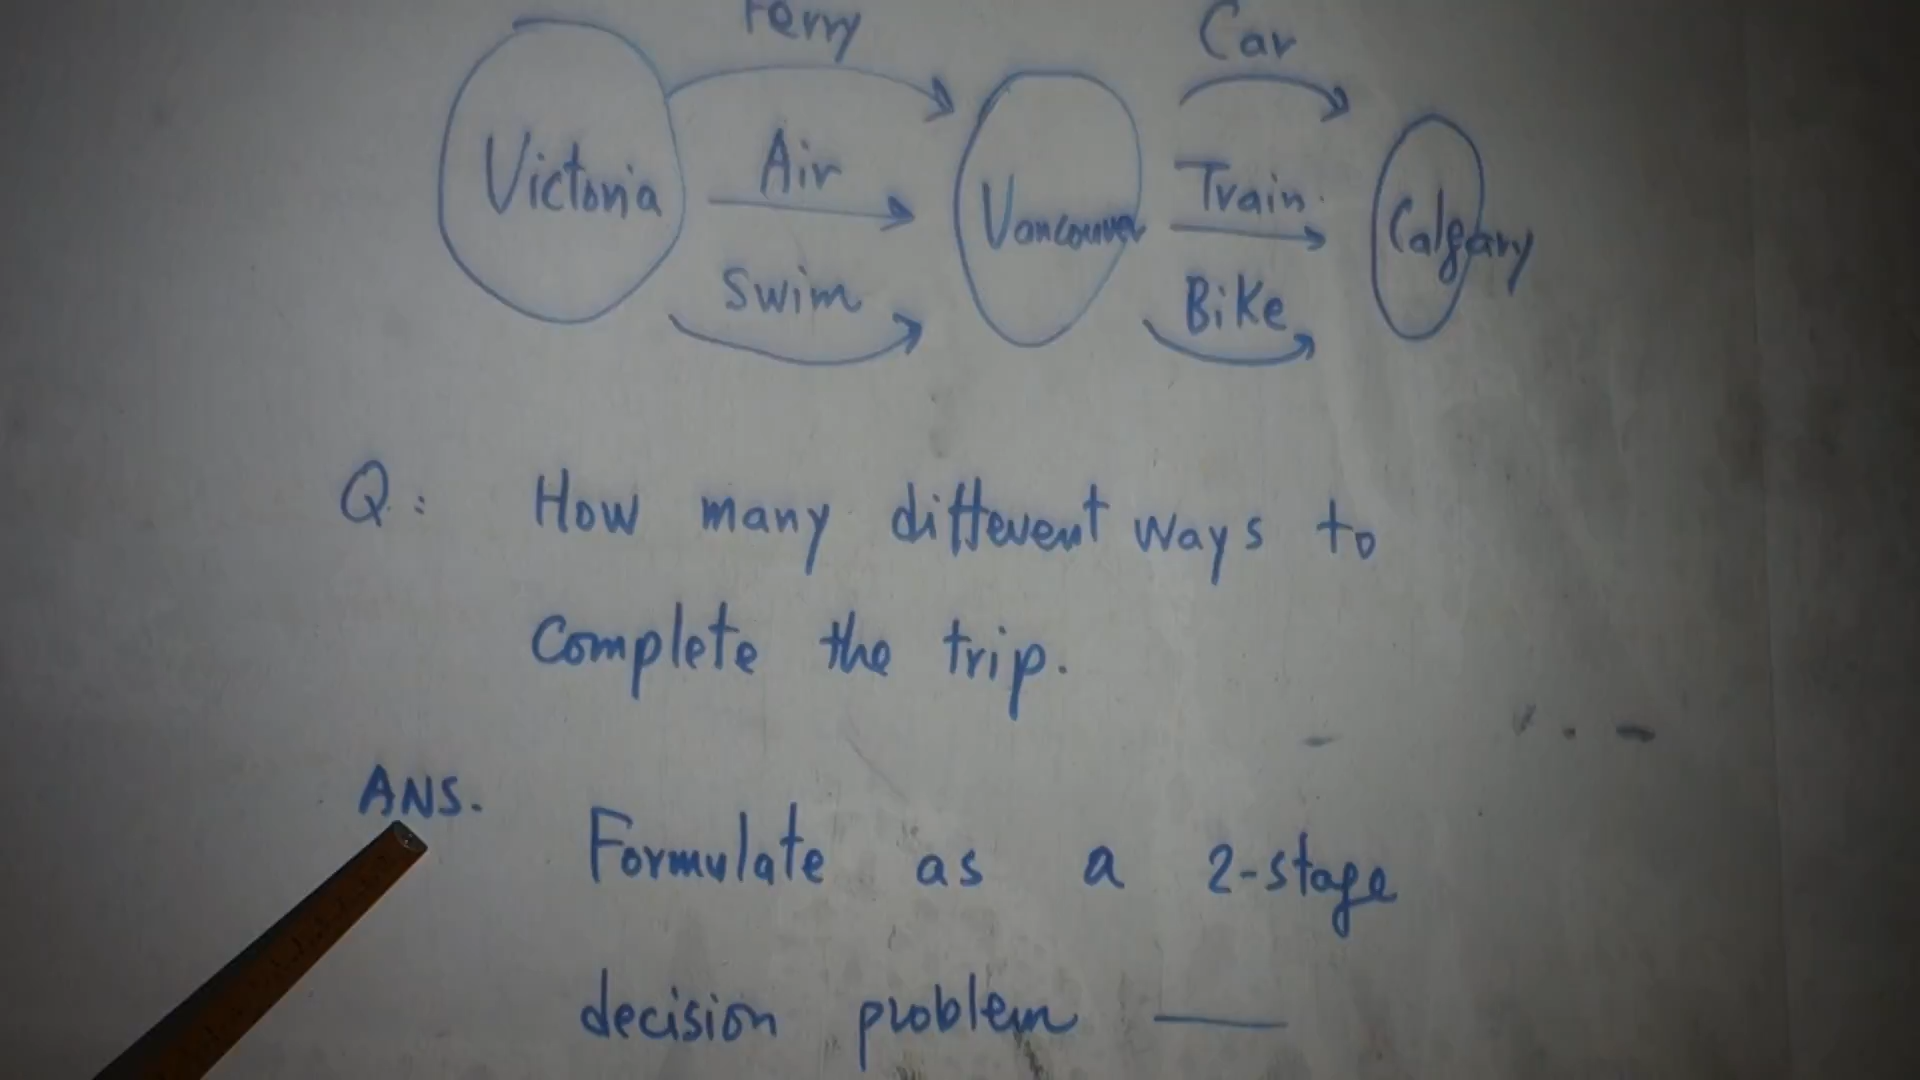 Ferry Car
Air
Victoria Vancouver Train. Calgary
Swim Bike
Q: How many different ways to
complete the trip.
ANS.
Formulate as a 2-stage
decision problem —